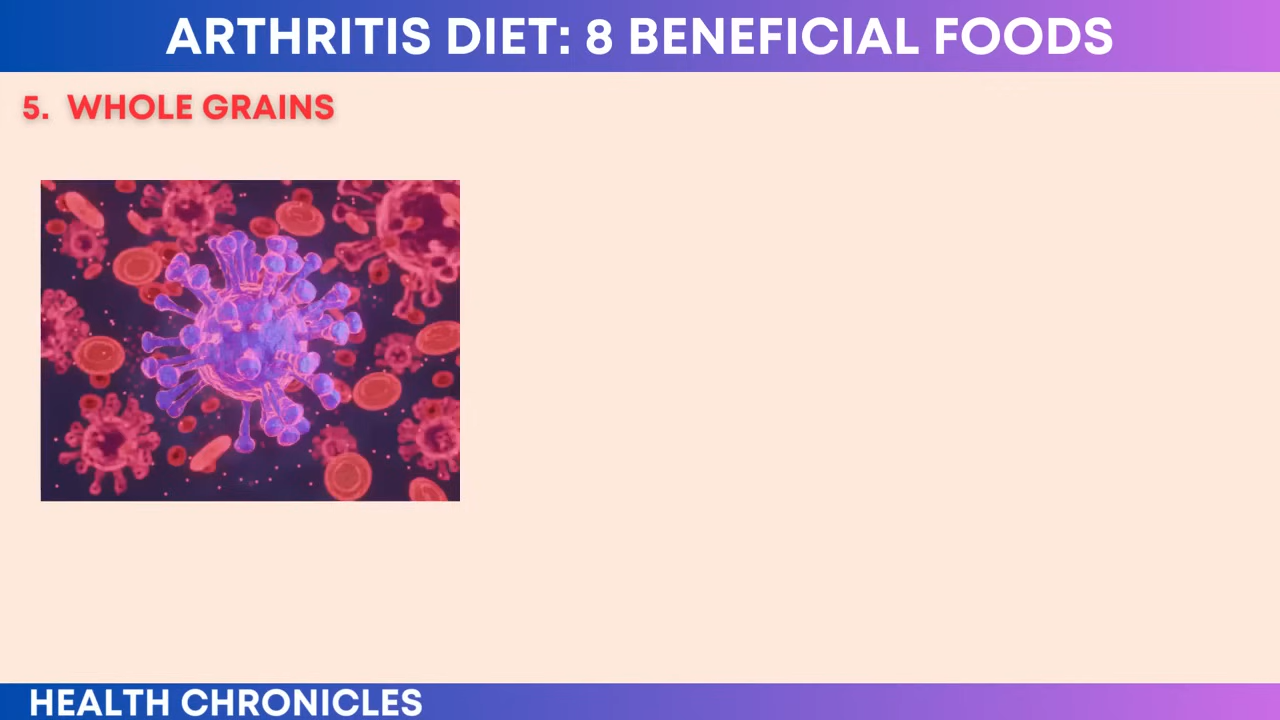 ARTHRITIS DIET: 8 BENEFICIAL FOODS
5. WHOLE GRAINS
HEALTH CHRONICLES